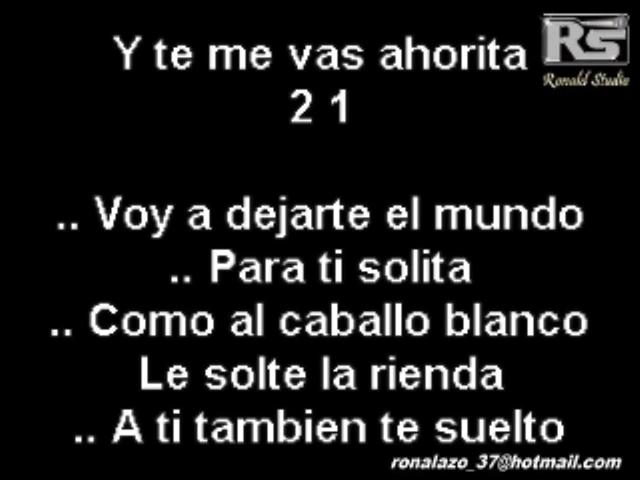 Y te me vas ahorita
2 1
RS
Ronald Studio
.. Voy a dejarte el mundo
.. Para ti solita
.. Como al caballo blanco
Le solte la rienda
.. A ti tambien te suelto
ronalazo_37@hotmail.com